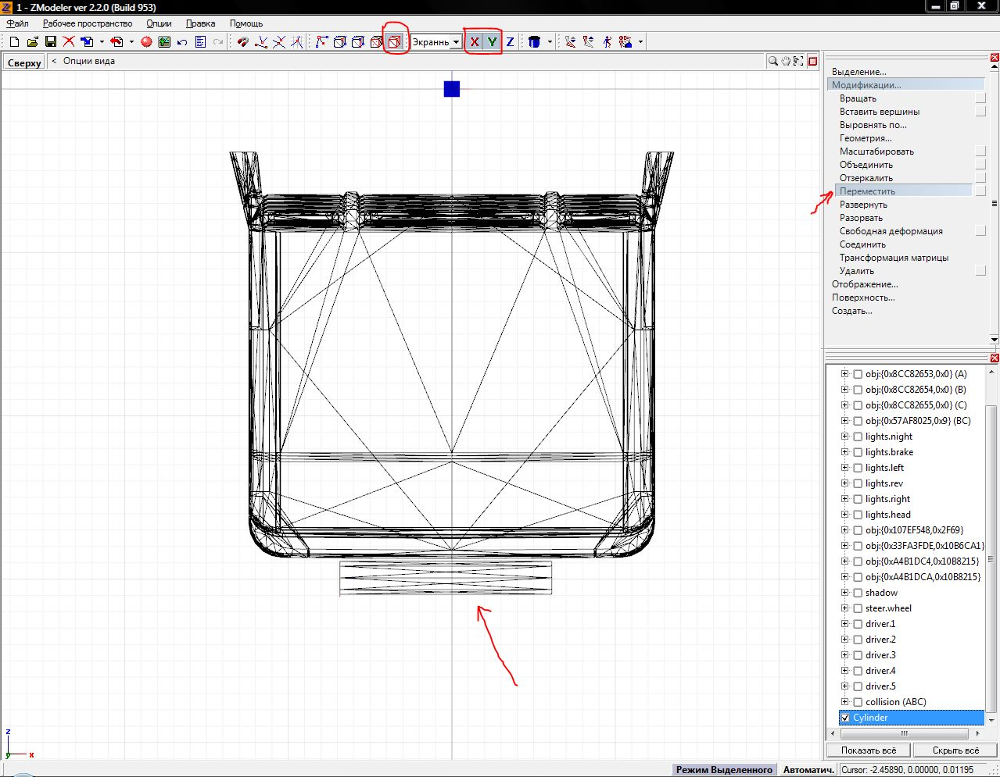 1 - ZModeler ver 2.2.0 (Build 953)
Файл Рабочее пространство Опции Правка Помощь
Экраннь X Y Z
Сверху < Опции вида
Выделение...
Модификации...
Вращать
Вставить вершины
Выровнять по...
Геометрия...
Масштабировать
Объединить
Отзеркалить
Переместить
Развернуть
Разорвать
Свободная деформация
Соединить
Трансформация матрицы
Удалить
Отображение...
Поверхность...
Создать...
obj:{0x8CC82653,0x0} (A)
obj:{0x8CC82654,0x0} (B)
obj:{0x8CC82655,0x0} (C)
obj:{0x57AF8025,0x9} (BC)
lights.night
lights.brake
lights.left
lights.rev
lights.right
lights.head
obj:{0x107EF548,0x2F69}
obj:{0x33FA3FDE,0x10B6CA1}
obj:{0xA4B1DC4,0x10B8215}
obj:{0xA4B1DCA,0x10B8215}
shadow
steer.wheel
driver.1
driver.2
driver.3
driver.4
driver.5
collision (ABC)
Cylinder
z
y x
Показать всё Скрыть всё
Режим Выделенного Автоматич. Cursor: -2.45890, 0.00000, 0.01195